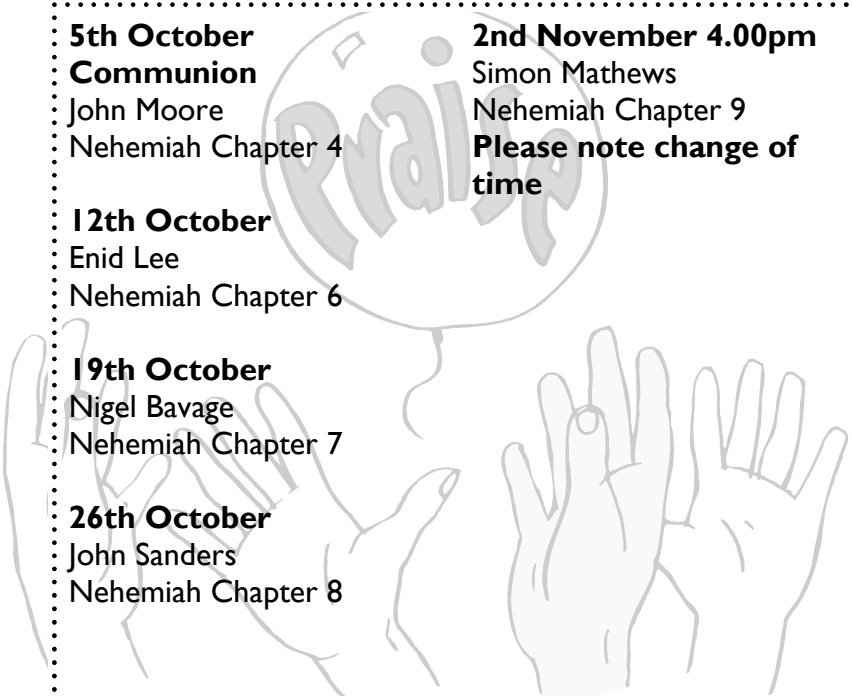 5th October
Communion
John Moore
Nehemiah Chapter 4
12th October
Enid Lee
Nehemiah Chapter 6
19th October
Nigel Bavage
Nehemiah Chapter 7
26th October
John Sanders
Nehemiah Chapter 8
2nd November 4.00pm
Simon Mathews
Nehemiah Chapter 9
Please note change of
time
Praise